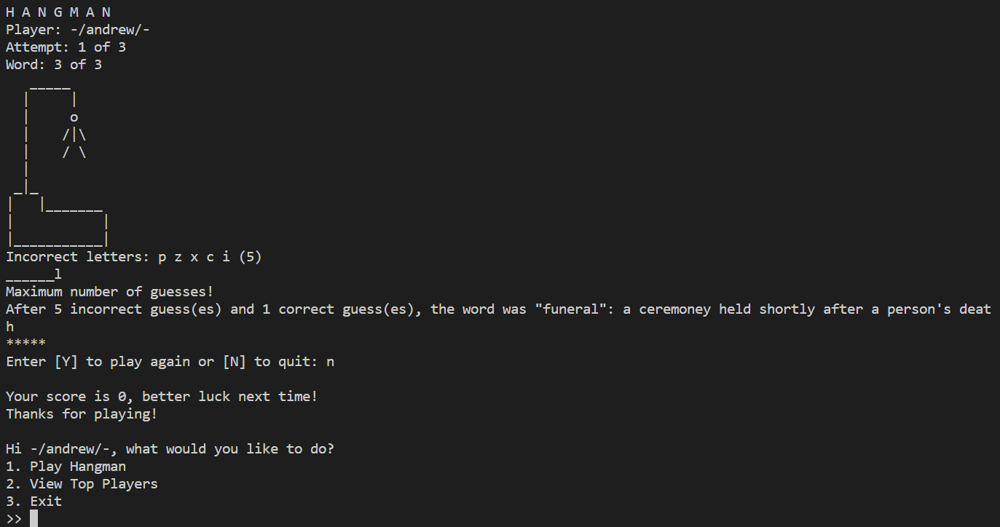 H A N G M A N
Player: -/andrew/-
Attempt: 1 of 3
Word: 3 of 3
   _____
  |     |
  |     o
  |    /|\
  |    / \
  |
 _|_
|   |_______
|           |
|___________|
Incorrect letters: p z x c i (5)
______l
Maximum number of guesses!
After 5 incorrect guess(es) and 1 correct guess(es), the word was "funeral": a ceremoney held shortly after a person's deat
h
*****
Enter [Y] to play again or [N] to quit: n

Your score is 0, better luck next time!
Thanks for playing!

Hi -/andrew/-, what would you like to do?
1. Play Hangman
2. View Top Players
3. Exit
>>